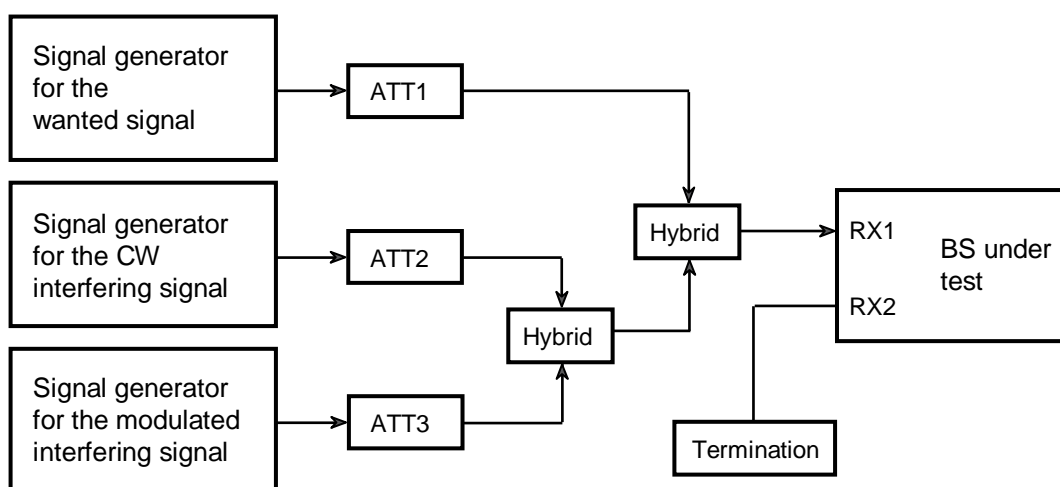 Signal generator
for the
wanted signal
ATT1
Signal generator
for the CW
interfering signal
ATT2
Hybrid
Hybrid
RX1
BS under
test
RX2
Signal generator
for the modulated
interfering signal
ATT3
Termination